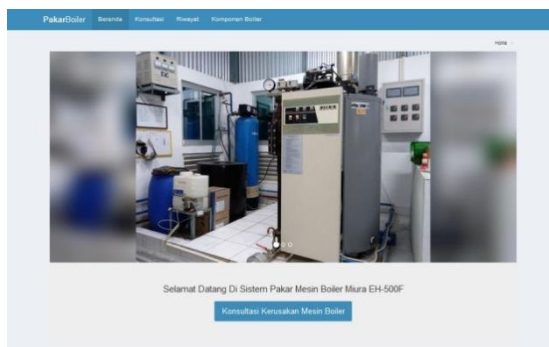 PakarBoiler Beranda Konsultasi Riwayat Komponen Boiler
Home
Selamat Datang Di Sistem Pakar Mesin Boiler Miura EH-500F
Konsultasi Kerusakan Mesin Boiler